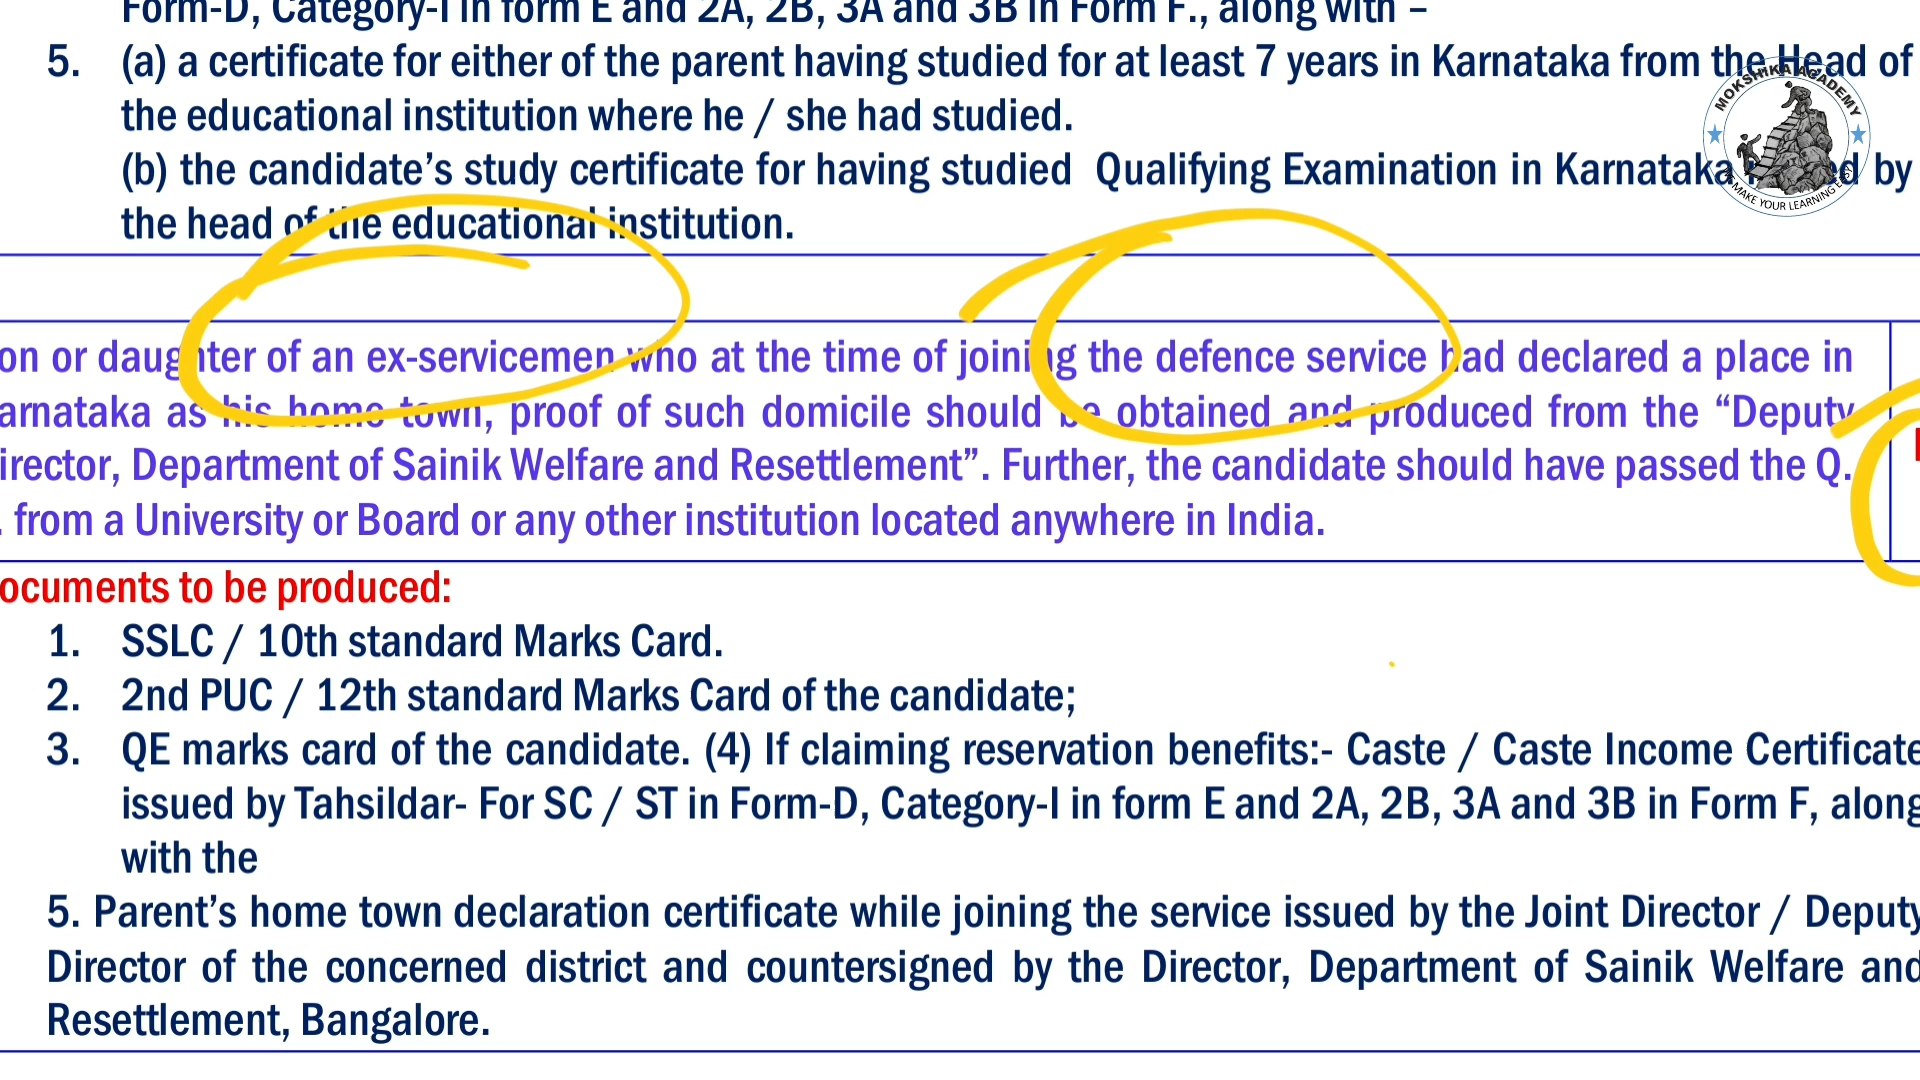 Form-D, Category-I in form E and 2A, 2B, 3A and 3B in Form F., along with –
5. (a) a certificate for either of the parent having studied for at least 7 years in Karnataka from the Head of
the educational institution where he / she had studied.
(b) the candidate's study certificate for having studied Qualifying Examination in Karnataka by
the head of the educational institution.
MOKSHIKA ACADEMY
WE MAKE YOUR LEARNING EASY
on or daughter of an ex-servicemen who at the time of joining the defence service had declared a place in
arnataka as his home town, proof of such domicile should be obtained and produced from the “Deputy
irector, Department of Sainik Welfare and Resettlement”. Further, the candidate should have passed the Q.
. from a University or Board or any other institution located anywhere in India.
ocuments to be produced:
1. SSLC / 10th standard Marks Card.
2. 2nd PUC / 12th standard Marks Card of the candidate;
3. QE marks card of the candidate. (4) If claiming reservation benefits:- Caste / Caste Income Certificate
issued by Tahsildar- For SC / ST in Form-D, Category-I in form E and 2A, 2B, 3A and 3B in Form F, along
with the
5. Parent’s home town declaration certificate while joining the service issued by the Joint Director / Deputy
Director of the concerned district and countersigned by the Director, Department of Sainik Welfare and
Resettlement, Bangalore.